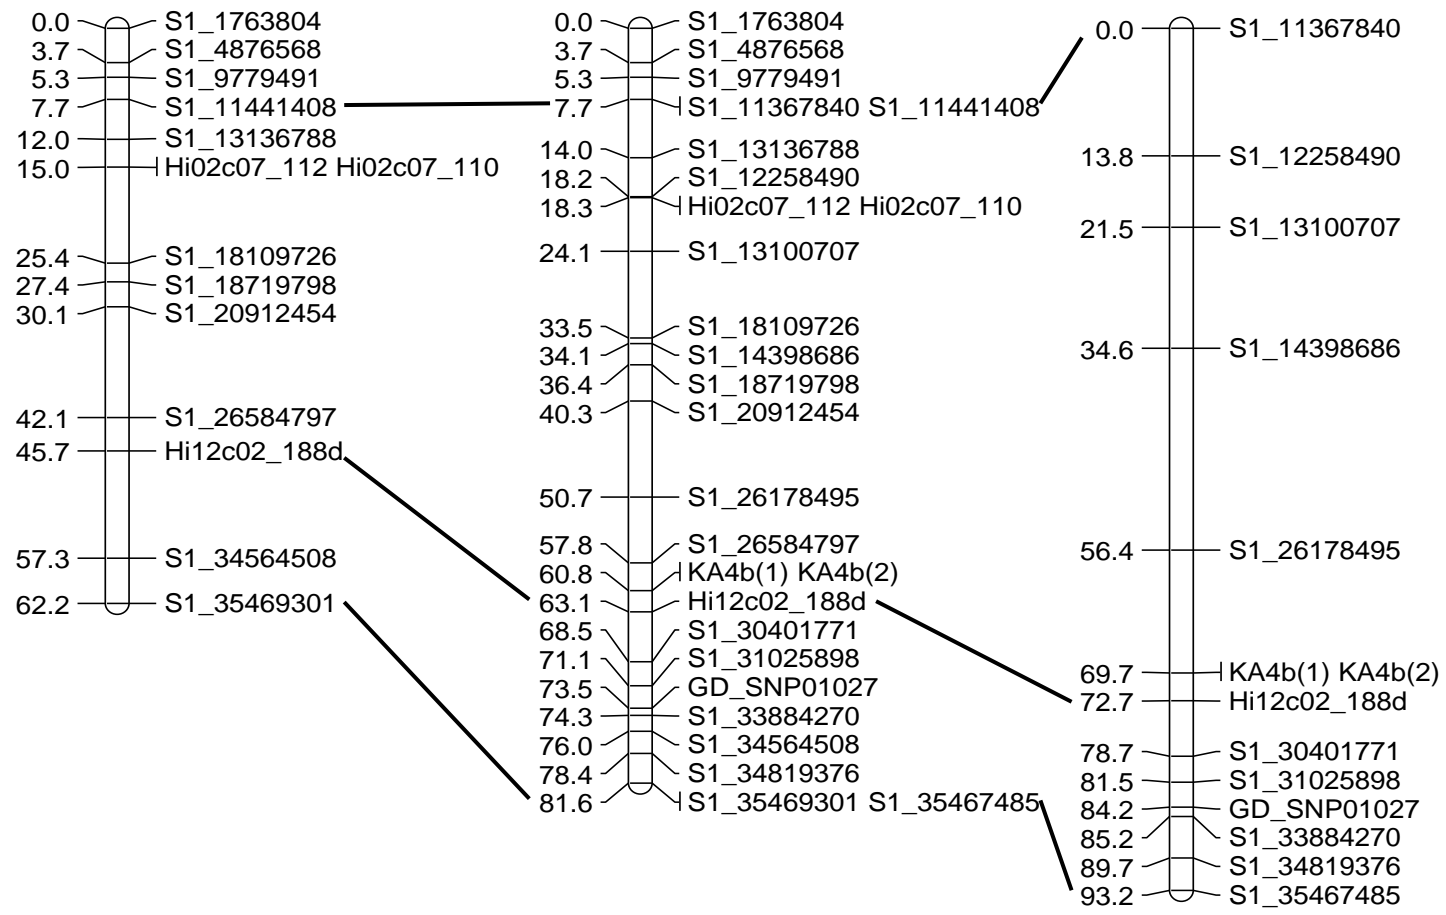 0.0 S1_1763804
3.7 S1_4876568
5.3 S1_9779491
7.7 S1_11441408
12.0 S1_13136788
15.0 Hi02c07_112 Hi02c07_110
25.4 S1_18109726
27.4 S1_18719798
30.1 S1_20912454
42.1 S1_26584797
45.7 Hi12c02_188d
57.3 S1_34564508
62.2 S1_35469301
0.0 S1_1763804
3.7 S1_4876568
5.3 S1_9779491
7.7 S1_11367840 S1_11441408
14.0 S1_13136788
18.2 S1_12258490
18.3 Hi02c07_112 Hi02c07_110
24.1 S1_13100707
33.5 S1_18109726
34.1 S1_14398686
36.4 S1_18719798
40.3 S1_20912454
50.7 S1_26178495
57.8 S1_26584797
60.8 KA4b(1) KA4b(2)
63.1 Hi12c02_188d
68.5 S1_30401771
71.1 S1_31025898
73.5 GD_SNP01027
74.3 S1_33884270
76.0 S1_34564508
78.4 S1_34819376
81.6 S1_35469301 S1_35467485
0.0 S1_11367840
13.8 S1_12258490
21.5 S1_13100707
34.6 S1_14398686
56.4 S1_26178495
69.7 KA4b(1) KA4b(2)
72.7 Hi12c02_188d
78.7 S1_30401771
81.5 S1_31025898
84.2 GD_SNP01027
85.2 S1_33884270
89.7 S1_34819376
93.2 S1_35467485